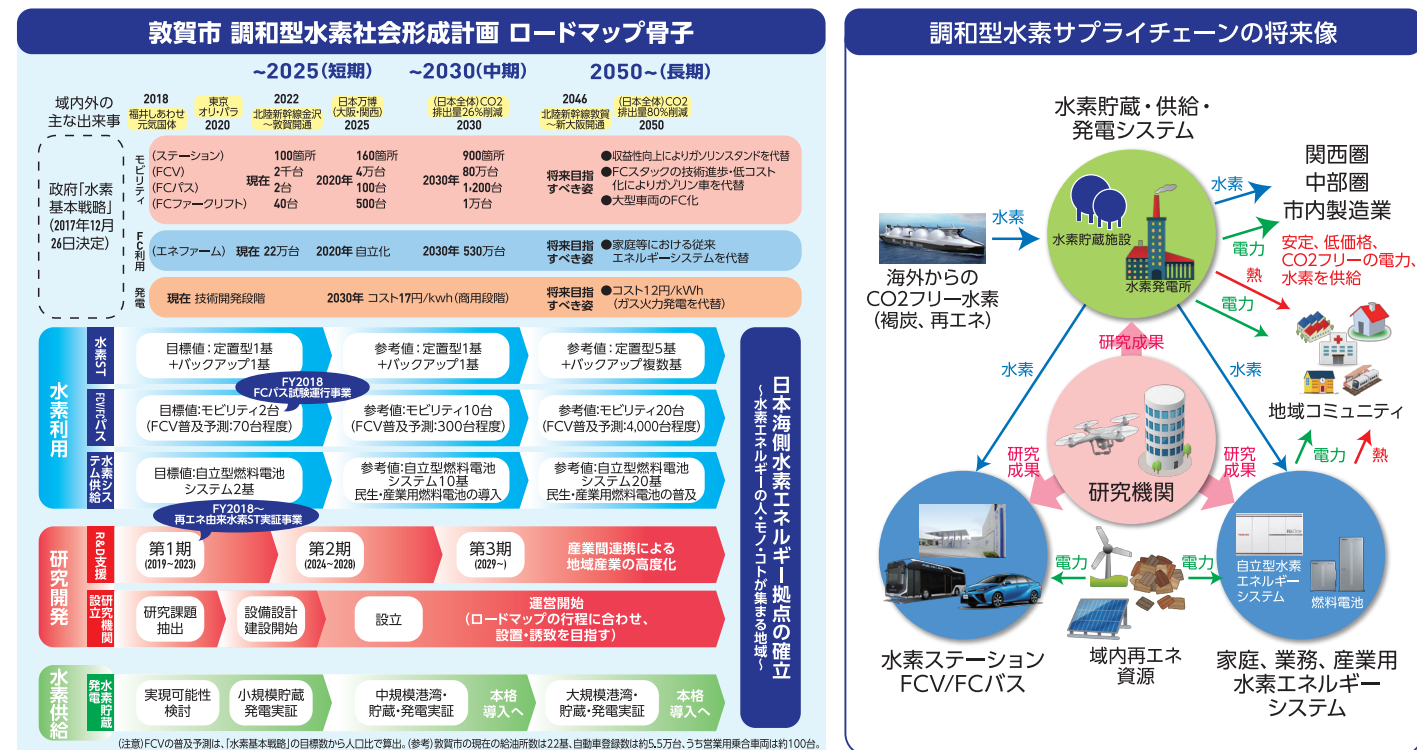 敦賀市 調和型水素社会形成計画 ロードマップ骨子
~2025(短期)
~2030(中期)
2050~(長期)
域内外の
主な出来事
2018
福井しあわせ
元気国体
東京
オリ・パラ
2020
2022
北陸新幹線金沢
~敦賀開通
日本万博
(大阪・関西)
2025
(日本全体)CO2
排出量26%削減
2030
2046
北陸新幹線敦賀
~新大阪開通
(日本全体)CO2
排出量80%削減
2050
政府「水素
基本戦略」
(2017年12月
26日決定)
モビリティ
(ステーション)
(FCV)
(FCバス)
(FCフォークリフト)
現在
100箇所
2千台
2台
40台
2020年
160箇所
4万台
100台
500台
2030年
900箇所
80万台
1,200台
1万台
将来目指
すべき姿
●収益性向上によりガソリンスタンドを代替
●FCスタックの技術進歩・低コスト
化によりガソリン車を代替
●大型車両のFC化
FC利用
(エネファーム)
現在 22万台
2020年 自立化
2030年 530万台
将来目指
すべき姿
●家庭等における従来
エネルギーシステムを代替
発電
現在 技術開発段階
2030年 コスト17円/kwh(商用段階)
将来目指
すべき姿
●コスト12円/kWh
(ガス火力発電を代替)
水素利用
水素ST
目標値:定置型1基
+バックアップ1基
参考値:定置型1基
+バックアップ1基
参考値:定置型5基
+バックアップ複数基
FY2018
FCバス試験運行事業
FCV/FCバス
目標値:モビリティ2台
(FCV普及予測:70台程度)
参考値:モビリティ10台
(FCV普及予測:300台程度)
参考値:モビリティ20台
(FCV普及予測:4,000台程度)
水素シス
テム供給
目標値:自立型燃料電池
システム2基
参考値:自立型燃料電池
システム10基
民生・産業用燃料電池の導入
参考値:自立型燃料電池
システム20基
民生・産業用燃料電池の普及
FY2018~
再エネ由来水素ST実証事業
研究開発
R&D支援
第1期
(2019~2023)
第2期
(2024~2028)
第3期
(2029~)
産業間連携による
地域産業の高度化
研究機関
設立
研究課題
抽出
設備設計
建設開始
設立
運営開始
(ロードマップの行程に合わせ、
設置・誘致を目指す)
水素供給
水素貯蔵
発電
実現可能性
検討
小規模貯蔵
発電実証
中規模港湾・
貯蔵・発電実証
本格
導入へ
大規模港湾・
貯蔵・発電実証
本格
導入へ
日本海側水素エネルギー拠点の確立
~水素エネルギーの人・モノ・コトが集まる地域~
(注意)FCVの普及予測は、「水素基本戦略」の目標数から人口比で算出。(参考)敦賀市の現在の給油所数は22基、自動車登録数は約5.5万台、うち営業用乗合車両は約100台。
調和型水素サプライチェーンの将来像
水素貯蔵・供給・
発電システム
水素貯蔵施設
水素発電所
水素
海外からの
CO2フリー水素
(褐炭、再エネ)
水素
電力
熱
電力
関西圏
中部圏
市内製造業
安定、低価格、
CO2フリーの電力、
水素を供給
地域コミュニティ
水素
研究成果
水素
研究
成果
研究機関
研究
成果
電力
熱
水素ステーション
FCV/FCバス
電力
電力
域内再エネ
資源
自立型水素
エネルギー
システム
燃料電池
家庭、業務、産業用
水素エネルギー
システム